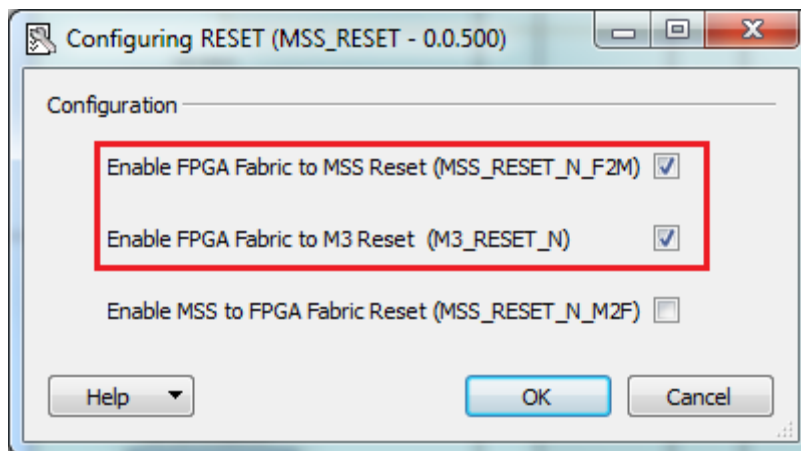 Configuring RESET (MSS_RESET - 0.0.500)
Configuration
Enable FPGA Fabric to MSS Reset (MSS_RESET_N_F2M)
Enable FPGA Fabric to M3 Reset (M3_RESET_N)
Enable MSS to FPGA Fabric Reset (MSS_RESET_N_M2F)
Help OK Cancel